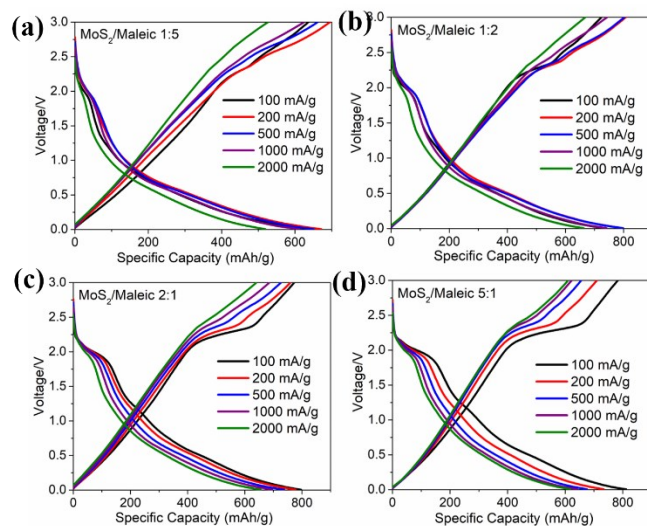 (a)
MoS₂/Maleic 1:5
100 mA/g
200 mA/g
500 mA/g
1000 mA/g
2000 mA/g
Voltage/V
3.0
2.5
2.0
1.5
1.0
0.5
0.0
0 200 400 600
Specific Capacity (mAh/g)
(b)
MoS₂/Maleic 1:2
100 mA/g
200 mA/g
500 mA/g
1000 mA/g
2000 mA/g
Voltage/V
3.0
2.5
2.0
1.5
1.0
0.5
0.0
0 200 400 600 800
Specific Capacity (mAh/g)
(c)
MoS₂/Maleic 2:1
100 mA/g
200 mA/g
500 mA/g
1000 mA/g
2000 mA/g
Voltage/V
3.0
2.5
2.0
1.5
1.0
0.5
0.0
0 200 400 600 800
Specific Capacity (mAh/g)
(d)
MoS₂/Maleic 5:1
100 mA/g
200 mA/g
500 mA/g
1000 mA/g
2000 mA/g
Voltage/V
3.0
2.5
2.0
1.5
1.0
0.5
0.0
0 200 400 600 800
Specific Capacity (mAh/g)